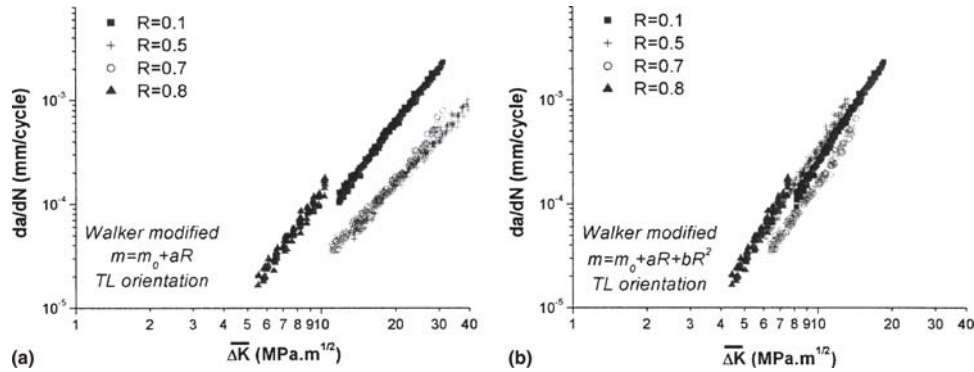 R=0.1
R=0.5
R=0.7
R=0.8
da/dN (mm/cycle)
10⁻³
10⁻⁴
10⁻⁵
Walker modified
m=m₀+aR
TL orientation
1 2 3 4 5 6 7 8 910 20 30 40
(a)
ΔK̅ (MPa.m^1/2)
R=0.1
R=0.5
R=0.7
R=0.8
da/dN (mm/cycle)
10⁻³
10⁻⁴
10⁻⁵
Walker modified
m=m₀+aR+bR²
TL orientation
1 2 3 4 5 6 7 8 910 20 30 40
(b)
ΔK̅ (MPa.m^1/2)